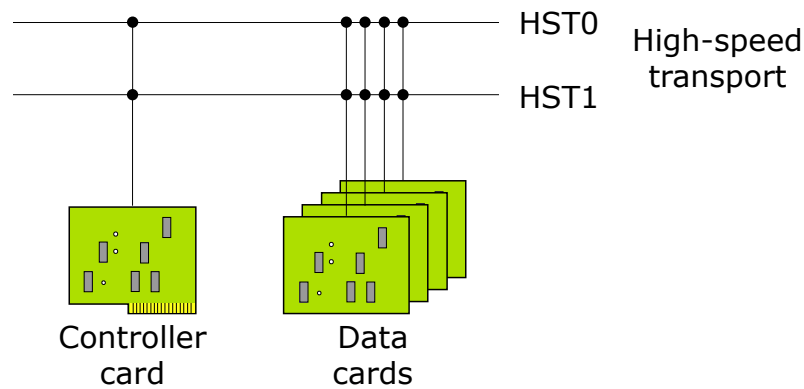 HST0
HST1
High-speed
transport
Controller
card
Data
cards